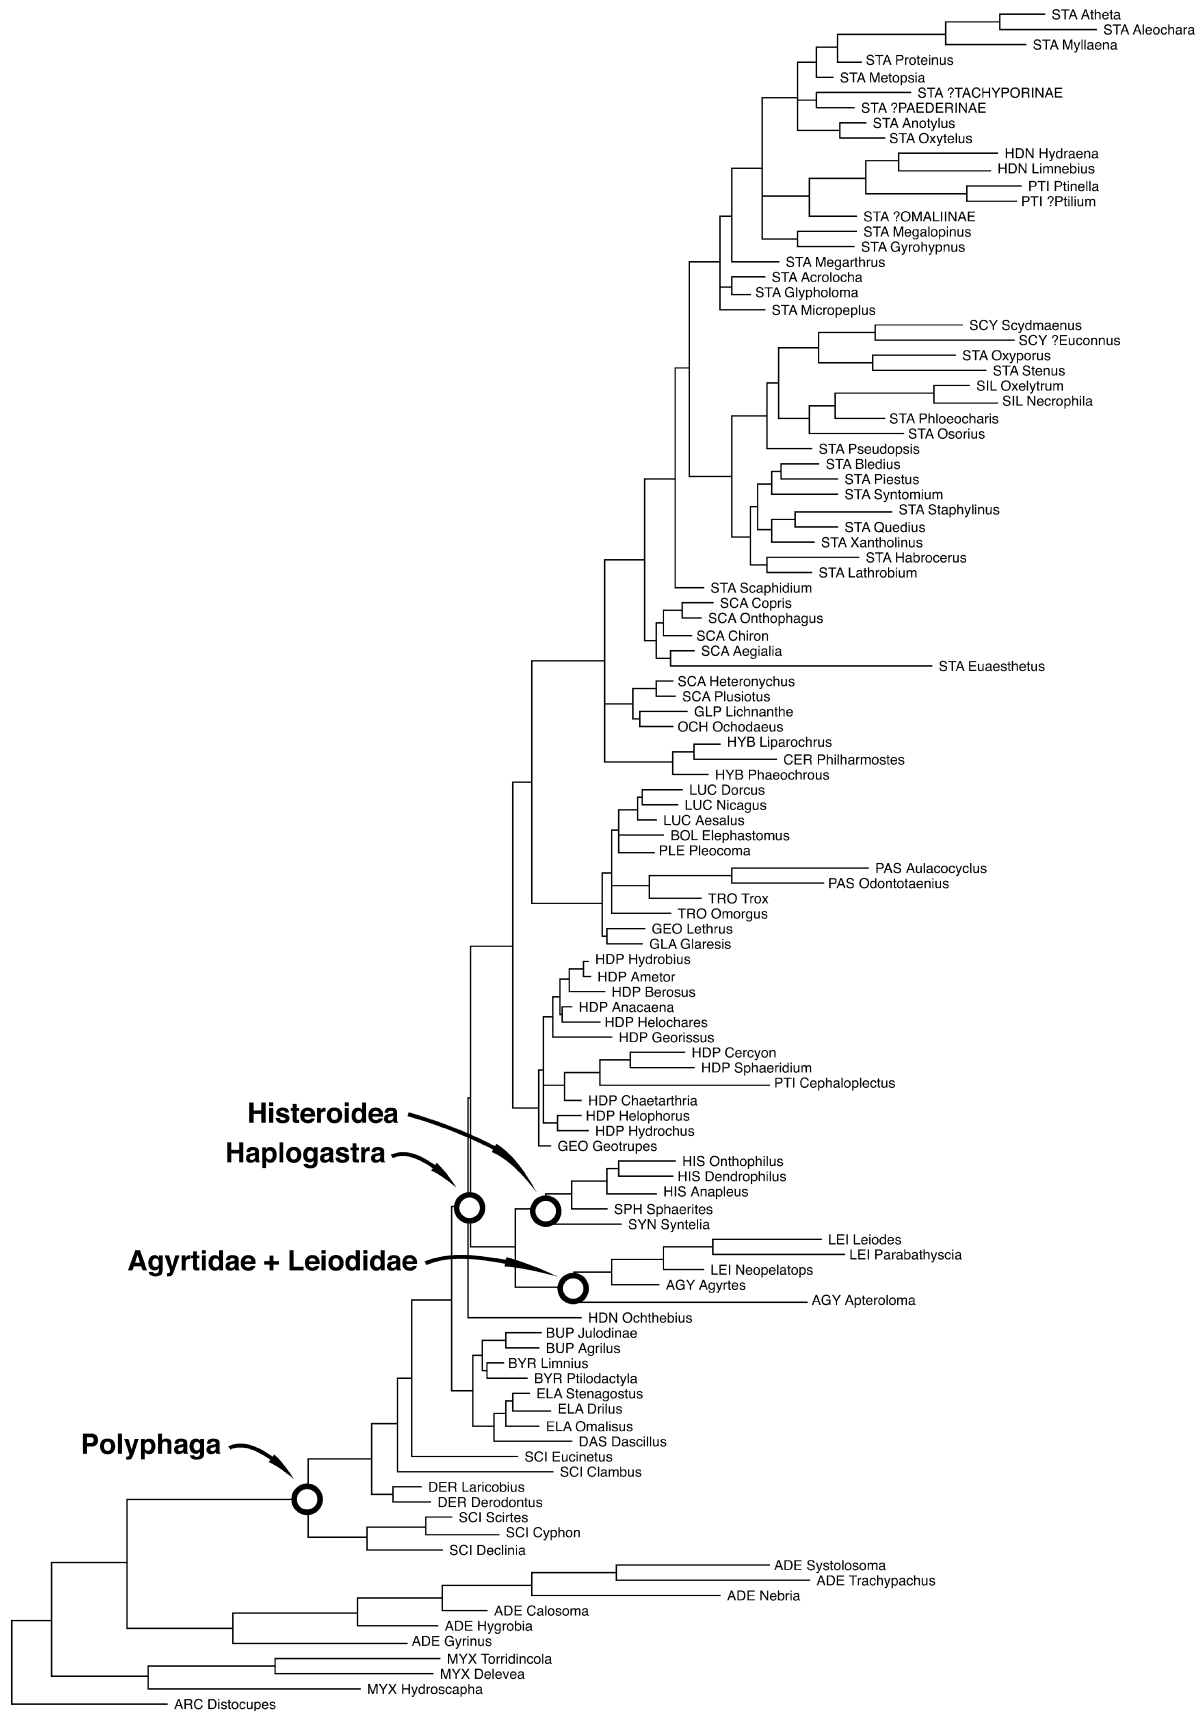 STA Atheta
STA Aleochara
STA Myllaena
STA Proteinus
STA Metopsia
STA ?TACHYPORINAE
STA ?PAEDERINAE
STA Anotylus
STA Oxytelus
HDN Hydraena
HDN Limnebius
PTI Ptinella
PTI ?Ptilium
STA ?OMALIINAE
STA Megalopinus
STA Gyrohypnus
STA Megarthrus
STA Acrolocha
STA Glypholoma
STA Micropeplus
SCY Scydmaenus
SCY ?Euconnus
STA Oxyporus
STA Stenus
SIL Oxelytrum
SIL Necrophila
STA Phloeocharis
STA Osorius
STA Pseudopsis
STA Bledius
STA Piestus
STA Syntomium
STA Staphylinus
STA Quedius
STA Xantholinus
STA Habrocerus
STA Lathrobium
STA Scaphidium
SCA Copris
SCA Onthophagus
SCA Chiron
SCA Aegialia
STA Euaesthetus
SCA Heteronychus
SCA Plusiotus
GLP Lichnanthe
OCH Ochodaeus
HYB Liparochrus
CER Philharmostes
HYB Phaeochrous
LUC Dorcus
LUC Nicagus
LUC Aesalus
BOL Elephastomus
PLE Pleocoma
PAS Aulacocyclus
PAS Odontotaenius
TRO Trox
TRO Omorgus
GEO Lethrus
GLA Glaresis
HDP Hydrobius
HDP Ametor
HDP Berosus
HDP Anacaena
HDP Helochares
HDP Georissus
HDP Cercyon
HDP Sphaeridium
PTI Cephaloplectus
HDP Chaetarthria
Histeroidea
HDP Helophorus
HDP Hydrochus
GEO Geotrupes
Haplogastra
HIS Onthophilus
HIS Dendrophilus
HIS Anapleus
SPH Sphaerites
SYN Syntelia
LEI Leiodes
LEI Parabathyscia
Agyrtidae + Leiodidae
LEI Neopelatops
AGY Agyrtes
AGY Apteroloma
HDN Ochthebius
BUP Julodinae
BUP Agrilus
BYR Limnius
BYR Ptilodactyla
ELA Stenagostus
ELA Drilus
ELA Omalisus
DAS Dascillus
Polyphaga
SCI Eucinetus
SCI Clambus
DER Laricobius
DER Derodontus
SCI Scirtes
SCI Cyphon
SCI Declinia
ADE Systolosoma
ADE Trachypachus
ADE Nebria
ADE Calosoma
ADE Hygrobia
ADE Gyrinus
MYX Torridincola
MYX Delevea
MYX Hydroscapha
ARC Distocupes